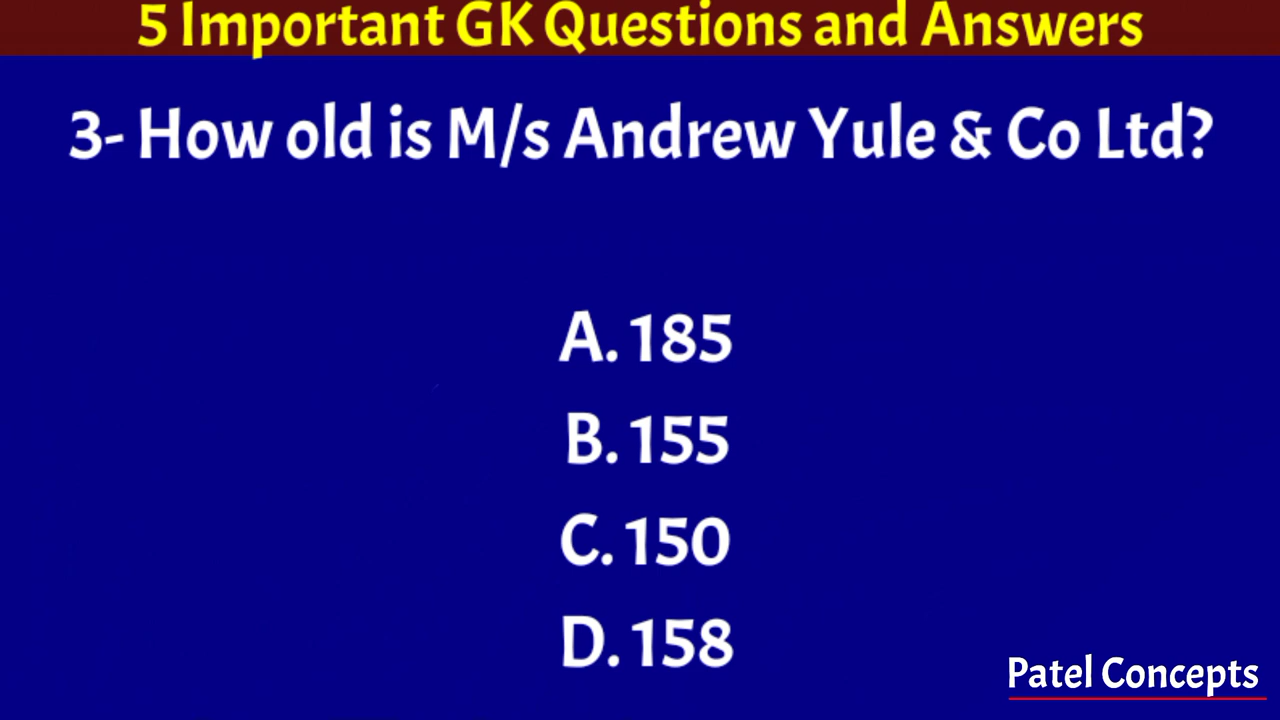 5 Important GK Questions and Answers
3- How old is M/s Andrew Yule & Co Ltd?
A. 185
B. 155
C. 150
D. 158
Patel Concepts